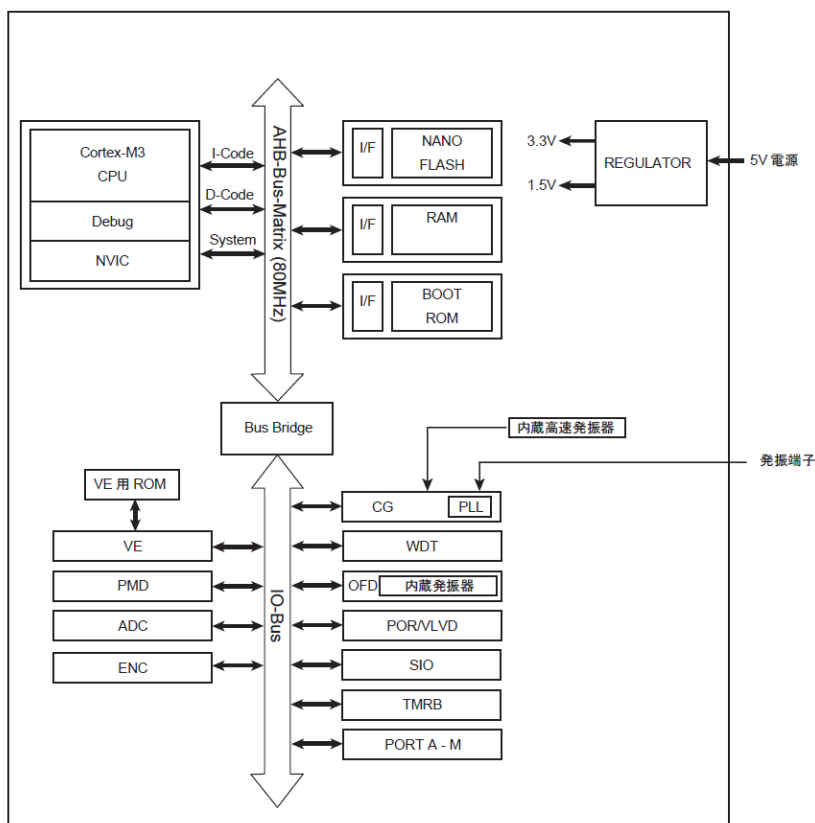 Cortex-M3
CPU
Debug
NVIC
I-Code
D-Code
System
AHB-Bus-Matrix (80MHz)
I/F
NANO
FLASH
I/F
RAM
I/F
BOOT
ROM
3.3V
1.5V
REGULATOR
5V 電源
Bus Bridge
内蔵高速発振器
発振端子
VE 用 ROM
VE
PMD
ADC
ENC
IO-Bus
CG
PLL
WDT
OFD
内蔵発振器
POR/VLVD
SIO
TMRB
PORT A - M